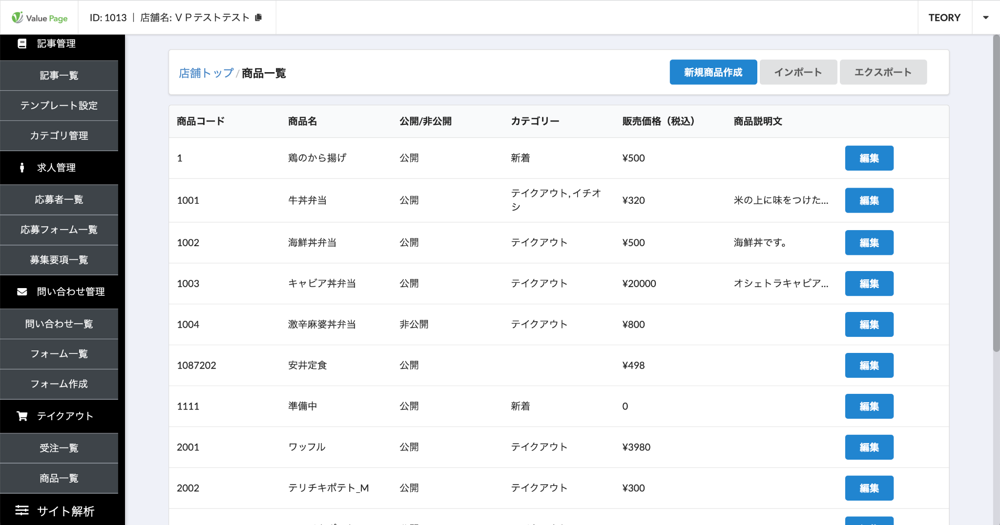 Value Page
ID: 1013 | 店舗名: ＶＰテストテスト
TEORY
記事管理
記事一覧
テンプレート設定
カテゴリ管理
求人管理
応募者一覧
応募フォーム一覧
募集要項一覧
問い合わせ管理
問い合わせ一覧
フォーム一覧
フォーム作成
テイクアウト
受注一覧
商品一覧
サイト解析
店舗トップ / 商品一覧
新規商品作成 インポート エクスポート
商品コード 商品名 公開/非公開 カテゴリー 販売価格（税込） 商品説明文
1 鶏のから揚げ 公開 新着 ¥500 編集
1001 牛丼弁当 公開 テイクアウト, イチオ
シ ¥320 米の上に味をつけた... 編集
1002 海鮮丼弁当 公開 テイクアウト ¥500 海鮮丼です。 編集
1003 キャビア丼弁当 公開 テイクアウト ¥20000 オシェトラキャビア... 編集
1004 激辛麻婆丼弁当 非公開 テイクアウト ¥800 編集
1087202 安井定食 公開 ¥498 編集
1111 準備中 公開 新着 0 編集
2001 ワッフル 公開 テイクアウト ¥3980 編集
2002 テリチキポテト_M 公開 テイクアウト ¥300 編集